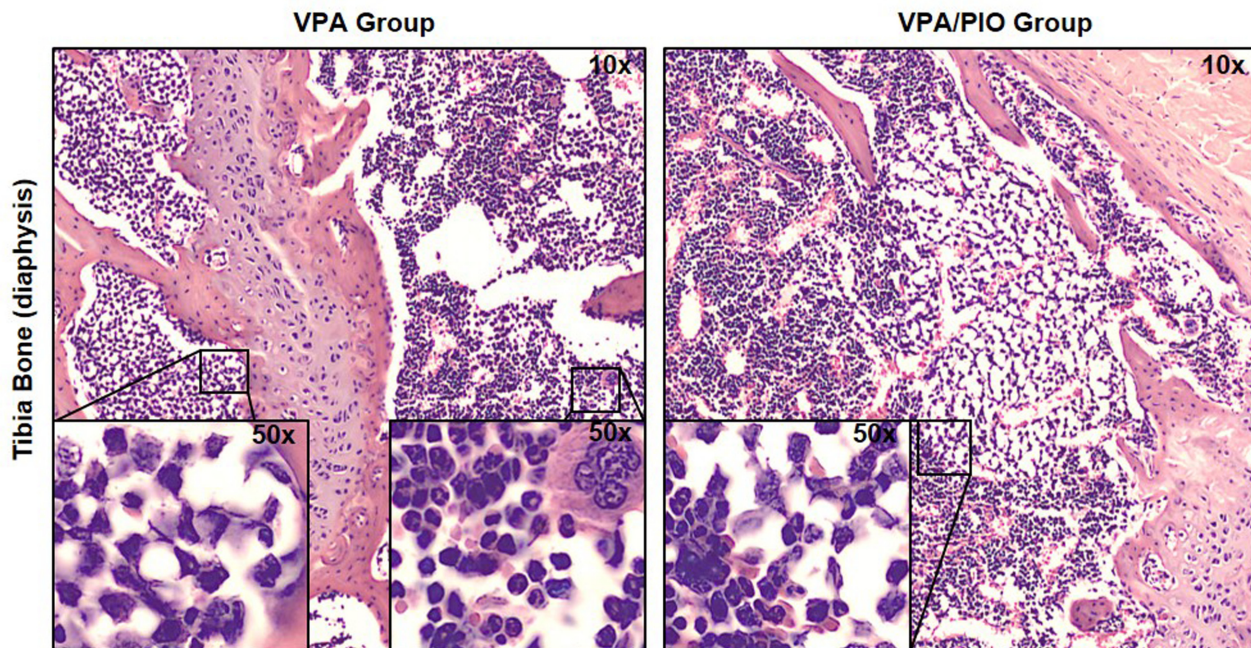 VPA Group
VPA/PIO Group
Tibia Bone (diaphysis)
10x
10x
50x
50x
50x